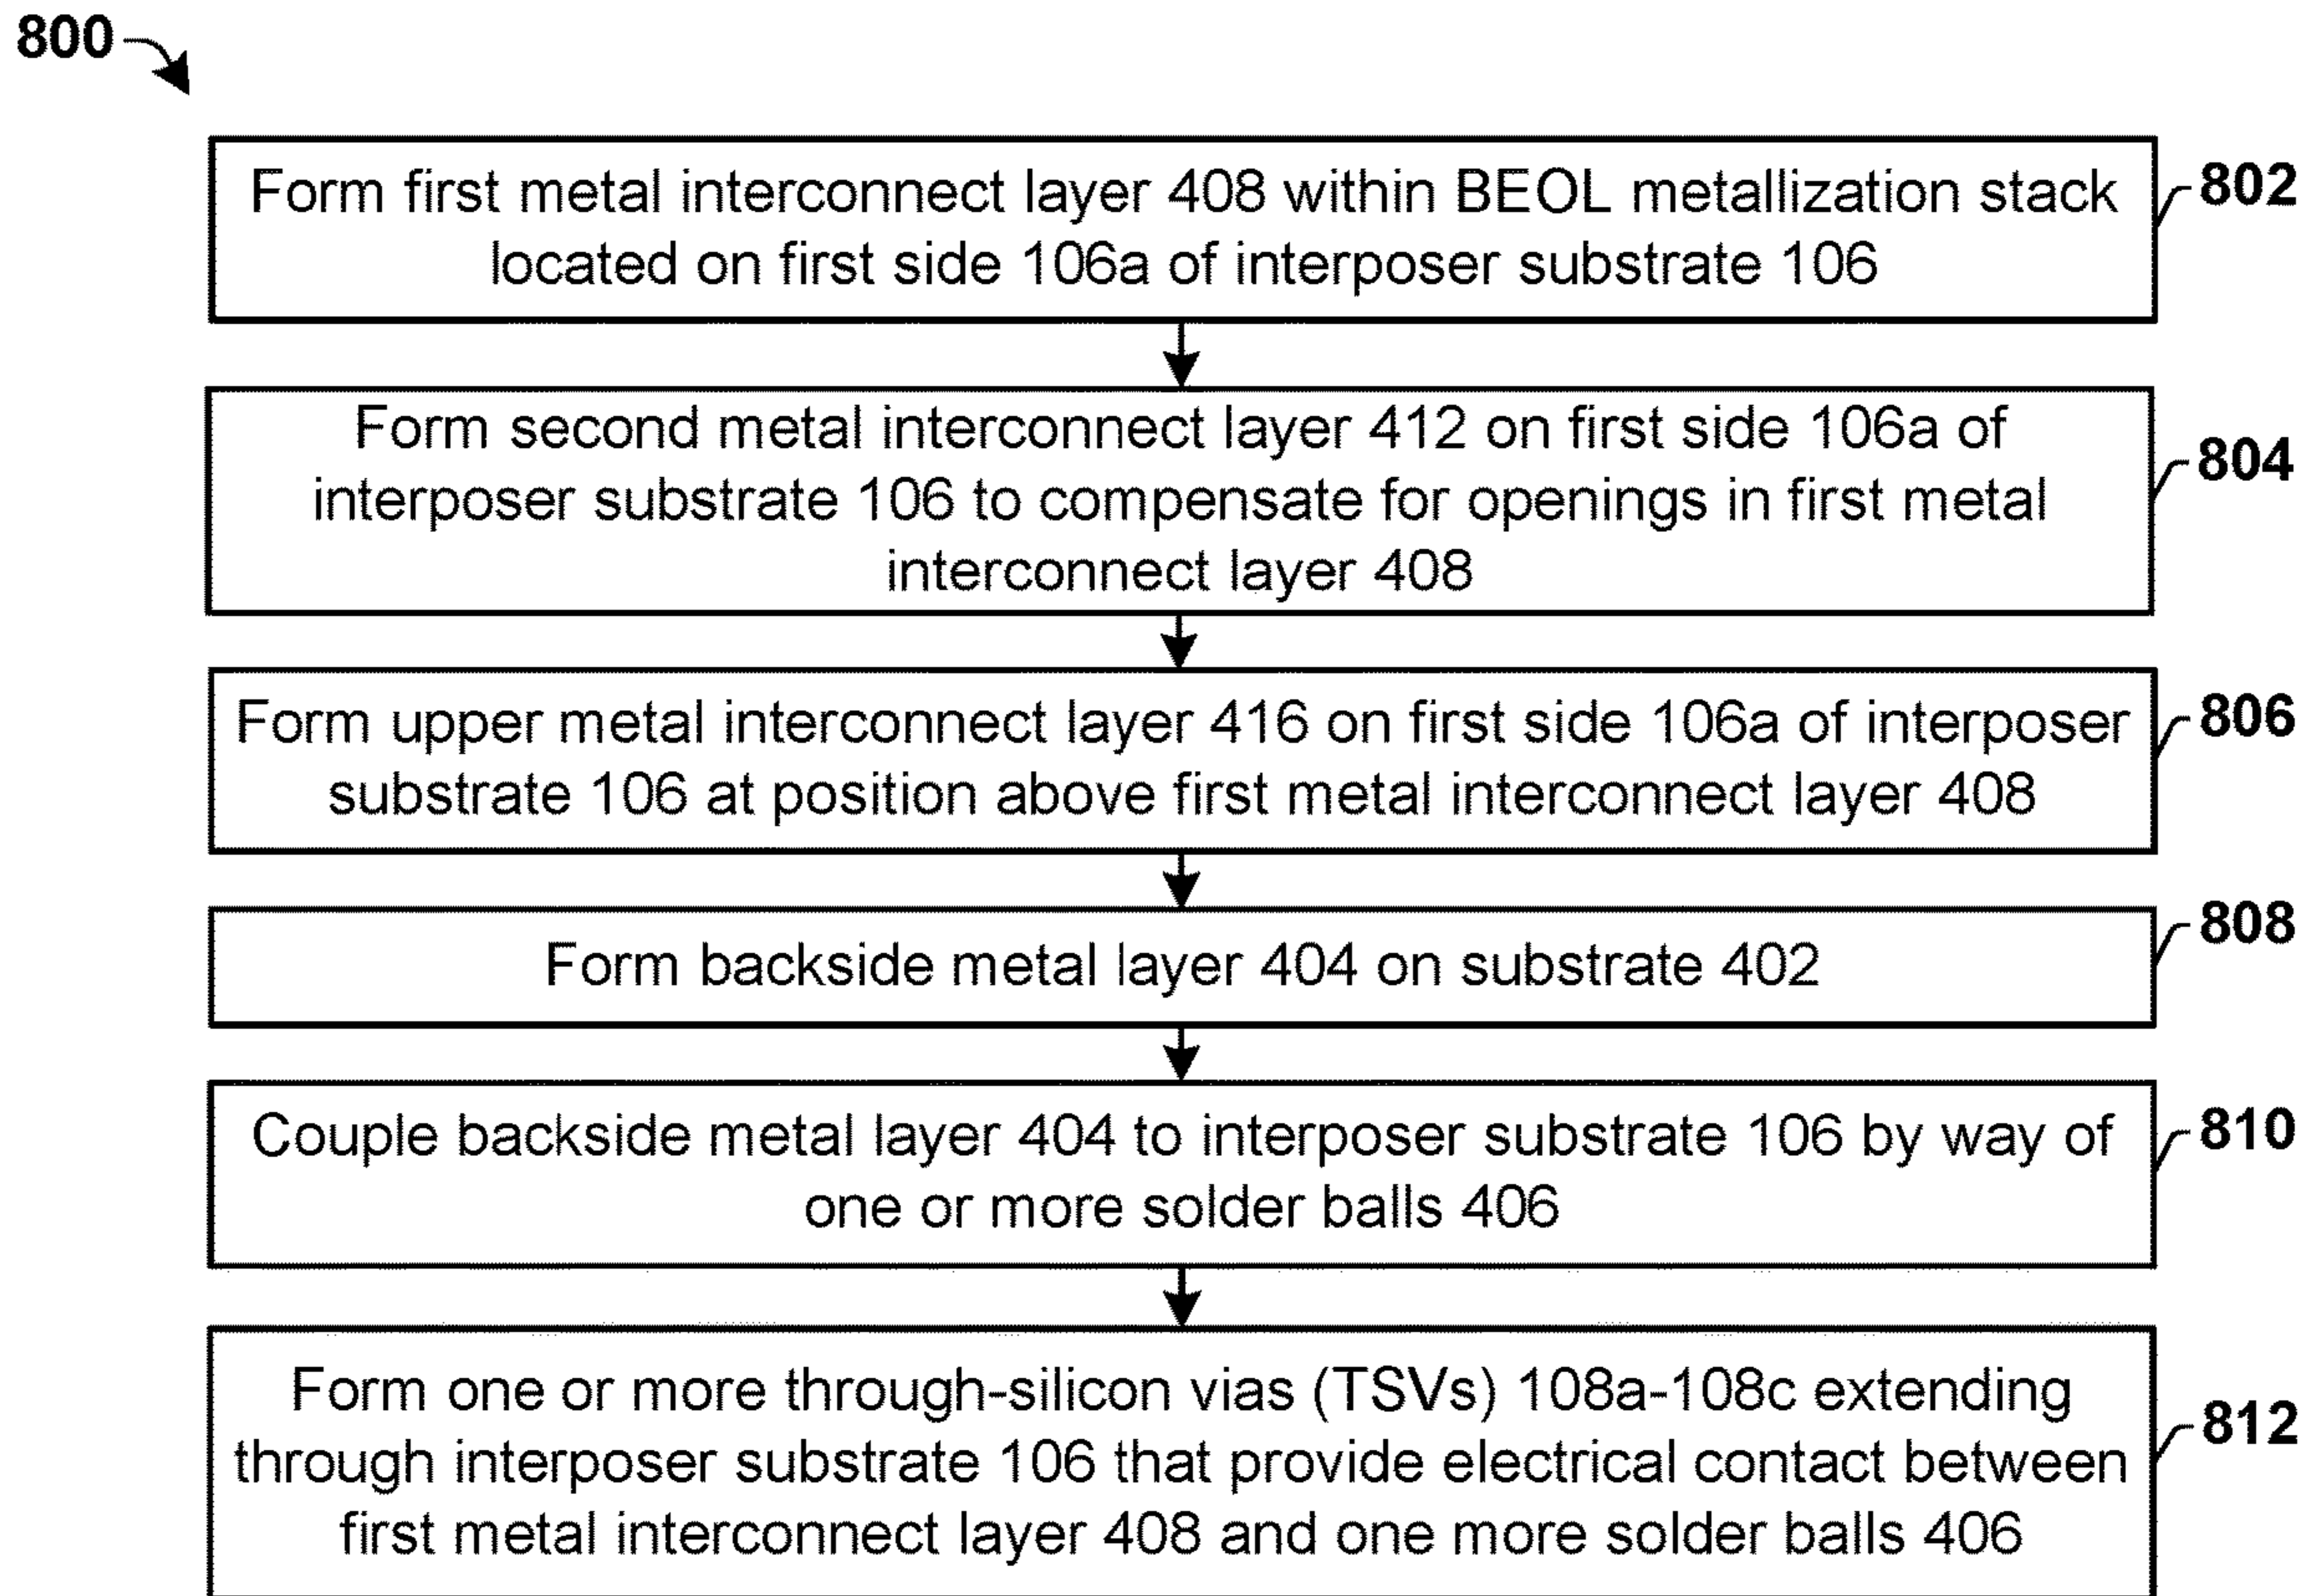 800
Form first metal interconnect layer 408 within BEOL metallization stack
located on first side 106a of interposer substrate 106
802
Form second metal interconnect layer 412 on first side 106a of
interposer substrate 106 to compensate for openings in first metal
interconnect layer 408
804
Form upper metal interconnect layer 416 on first side 106a of interposer
substrate 106 at position above first metal interconnect layer 408
806
Form backside metal layer 404 on substrate 402
808
Couple backside metal layer 404 to interposer substrate 106 by way of
one or more solder balls 406
810
Form one or more through-silicon vias (TSVs) 108a-108c extending
through interposer substrate 106 that provide electrical contact between
first metal interconnect layer 408 and one more solder balls 406
812